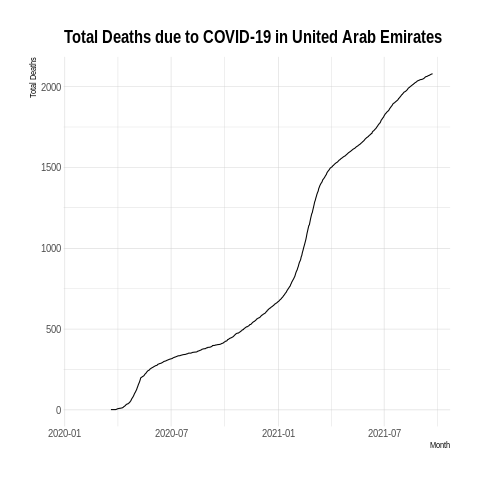 Total Deaths due to COVID-19 in United Arab Emirates
Total Deaths
2000
1500
1000
500
0
2020-01 2020-07 2021-01 2021-07
Month